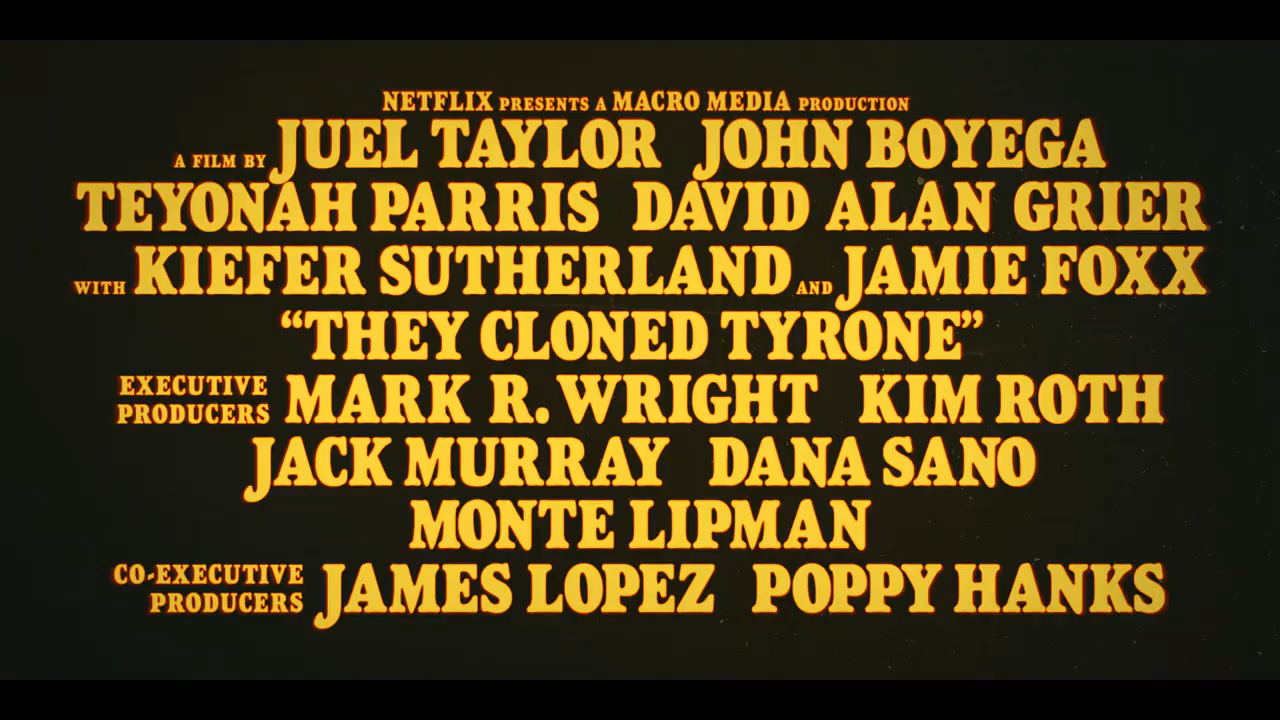 NETFLIX PRESENTS A MACRO MEDIA PRODUCTION
A FILM BY JUEL TAYLOR JOHN BOYEGA
TEYONAH PARRIS DAVID ALAN GRIER
WITH KIEFER SUTHERLAND AND JAMIE FOXX
“THEY CLONED TYRONE”
EXECUTIVE PRODUCERS MARK R. WRIGHT KIM ROTH
JACK MURRAY DANA SANO
MONTE LIPMAN
CO-EXECUTIVE PRODUCERS JAMES LOPEZ POPPY HANKS